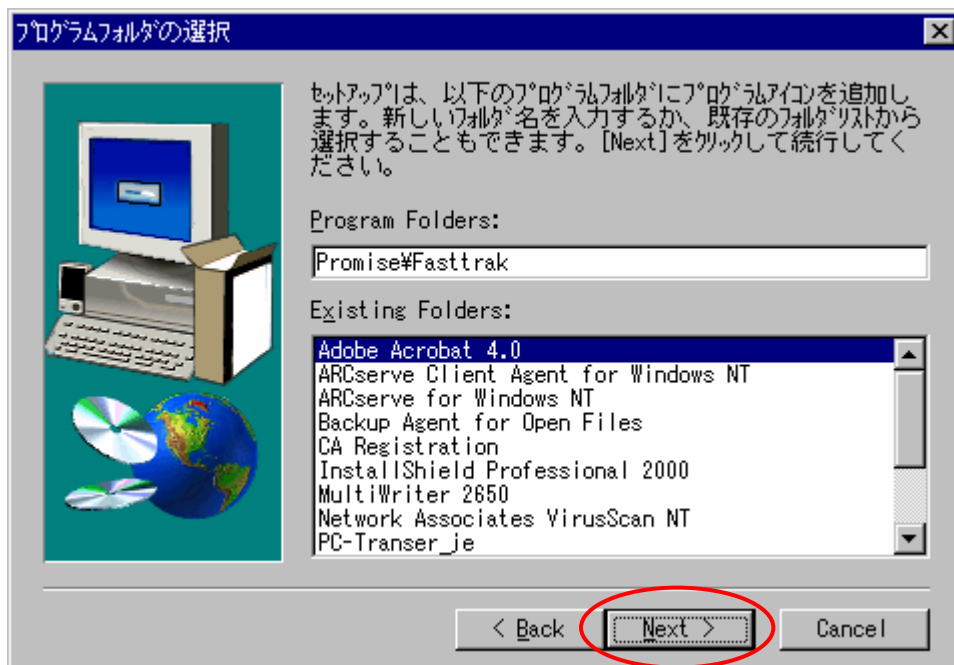 プログラムフォルダの選択
セットアップは、以下のプログラムフォルダにプログラムアイコンを追加し
ます。新しいフォルダ名を入力するか、既存のフォルダリストから
選択することもできます。[Next]をクリックして続行してく
ださい。
Program Folders:
Promise¥Fasttrak
Existing Folders:
Adobe Acrobat 4.0
ARCserve Client Agent for Windows NT
ARCserve for Windows NT
Backup Agent for Open Files
CA Registration
InstallShield Professional 2000
MultiWriter 2650
Network Associates VirusScan NT
PC-Transer_je
< Back
Next >
Cancel